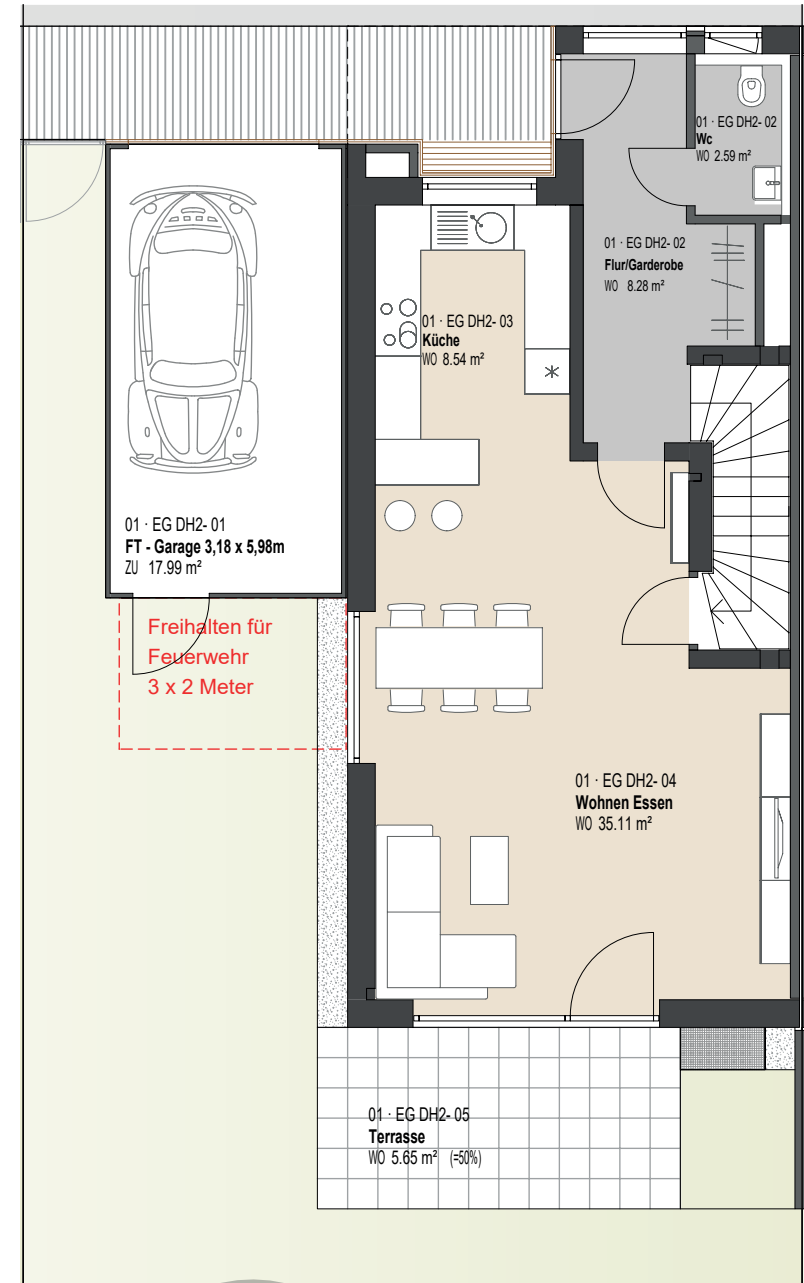 01 · EG DH2- 02
Wc
WO 2.59 m²
01 · EG DH2- 02
Flur/Garderobe
WO 8.28 m²
01 · EG DH2- 03
Küche
WO 8.54 m²
01 · EG DH2- 01
FT - Garage 3,18 x 5,98m
ZU 17.99 m²
Freihalten für
Feuerwehr
3 x 2 Meter
01 · EG DH2- 04
Wohnen Essen
WO 35.11 m²
01 · EG DH2- 05
Terrasse
WO 5.65 m² (=50%)